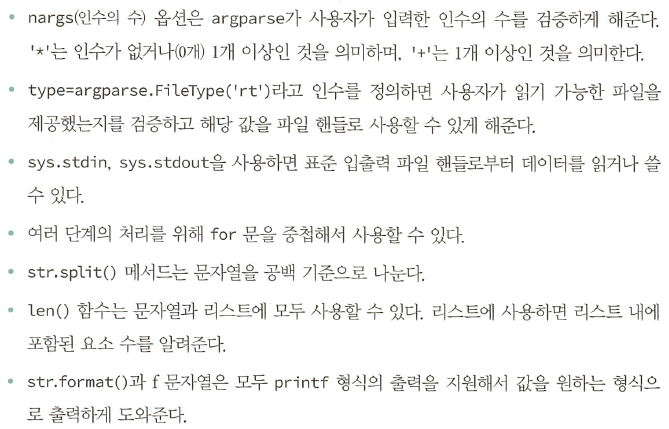 • nargs(인수의 수) 옵션은 argparse가 사용자가 입력한 인수의 수를 검증하게 해준다.
'*'는 인수가 없거나(0개) 1개 이상인 것을 의미하며, '+'는 1개 이상인 것을 의미한다.
• type=argparse.FileType('rt')라고 인수를 정의하면 사용자가 읽기 가능한 파일을
제공했는지를 검증하고 해당 값을 파일 핸들로 사용할 수 있게 해준다.
• sys.stdin, sys.stdout을 사용하면 표준 입출력 파일 핸들로부터 데이터를 읽거나 쓸
수 있다.
• 여러 단계의 처리를 위해 for 문을 중첩해서 사용할 수 있다.
• str.split() 메서드는 문자열을 공백 기준으로 나눈다.
• len() 함수는 문자열과 리스트에 모두 사용할 수 있다. 리스트에 사용하면 리스트 내에
포함된 요소 수를 알려준다.
• str.format()과 f 문자열은 모두 printf 형식의 출력을 지원해서 값을 원하는 형식으
로 출력하게 도와준다.